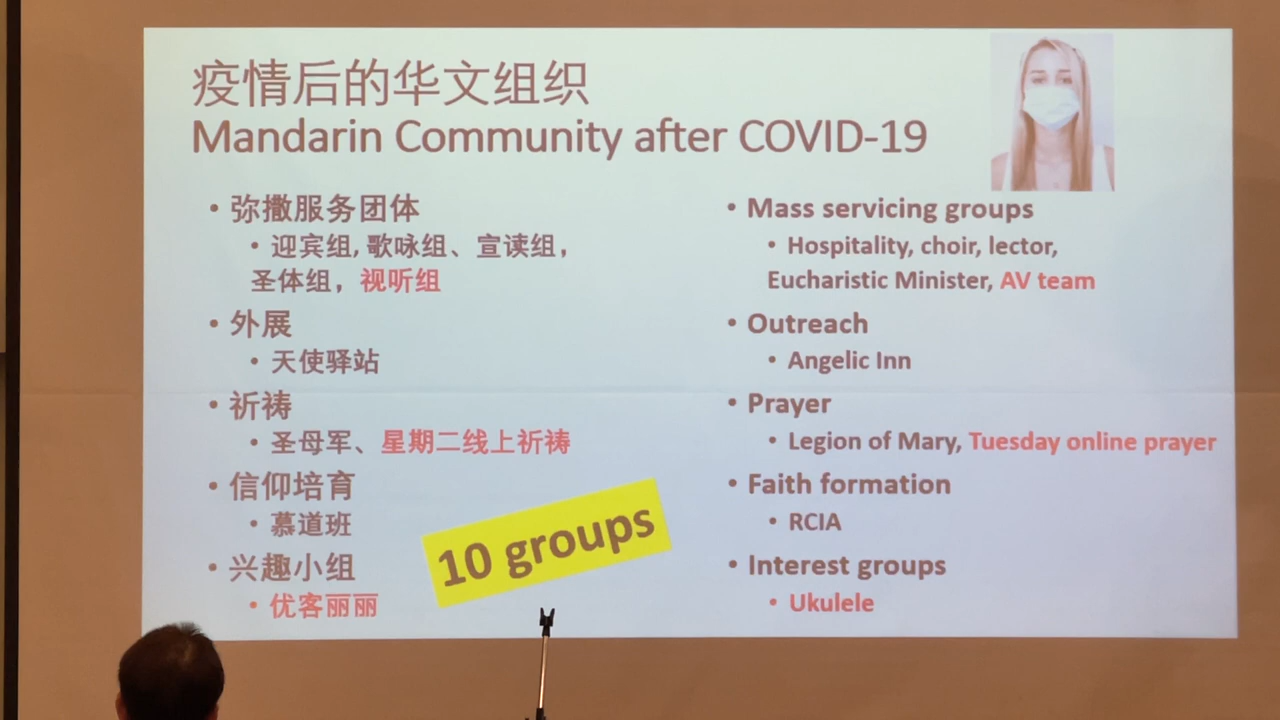 疫情后的华文组织
Mandarin Community after COVID-19
• 弥撒服务团体
• 迎宾组, 歌咏组、宣读组，
圣体组，视听组
• 外展
• 天使驿站
• 祈祷
• 圣母军、星期二线上祈祷
• 信仰培育
• 慕道班
• 兴趣小组
• 优客丽丽
10 groups
• Mass servicing groups
• Hospitality, choir, lector,
Eucharistic Minister, AV team
• Outreach
• Angelic Inn
• Prayer
• Legion of Mary, Tuesday online prayer
• Faith formation
• RCIA
• Interest groups
• Ukulele